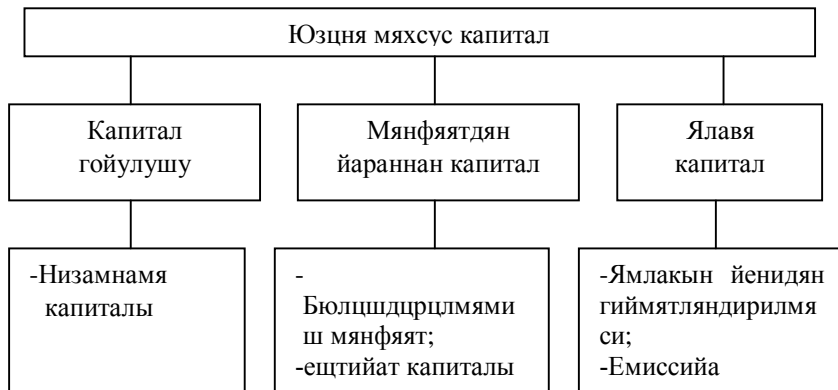 Юзцня мяхсус капитал
Капитал
гойулушу
Мянфяятдян
йараннан капитал
Ялавя
капитал
-Низамнамя
капиталы
-
Бюлцшдцрцлмями
ш мянфяят;
-ещтийат капиталы
-Ямлакын йенидян
гиймятляндирилмя
си;
-Емиссийа